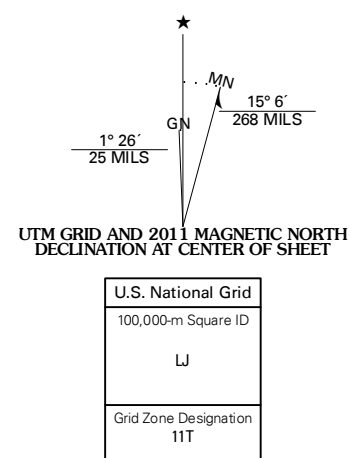 ★
MN
GN
15° 6´
268 MILS
1° 26´
25 MILS
UTM GRID AND 2011 MAGNETIC NORTH
DECLINATION AT CENTER OF SHEET
U.S. National Grid
100,000-m Square ID
LJ
Grid Zone Designation
11T